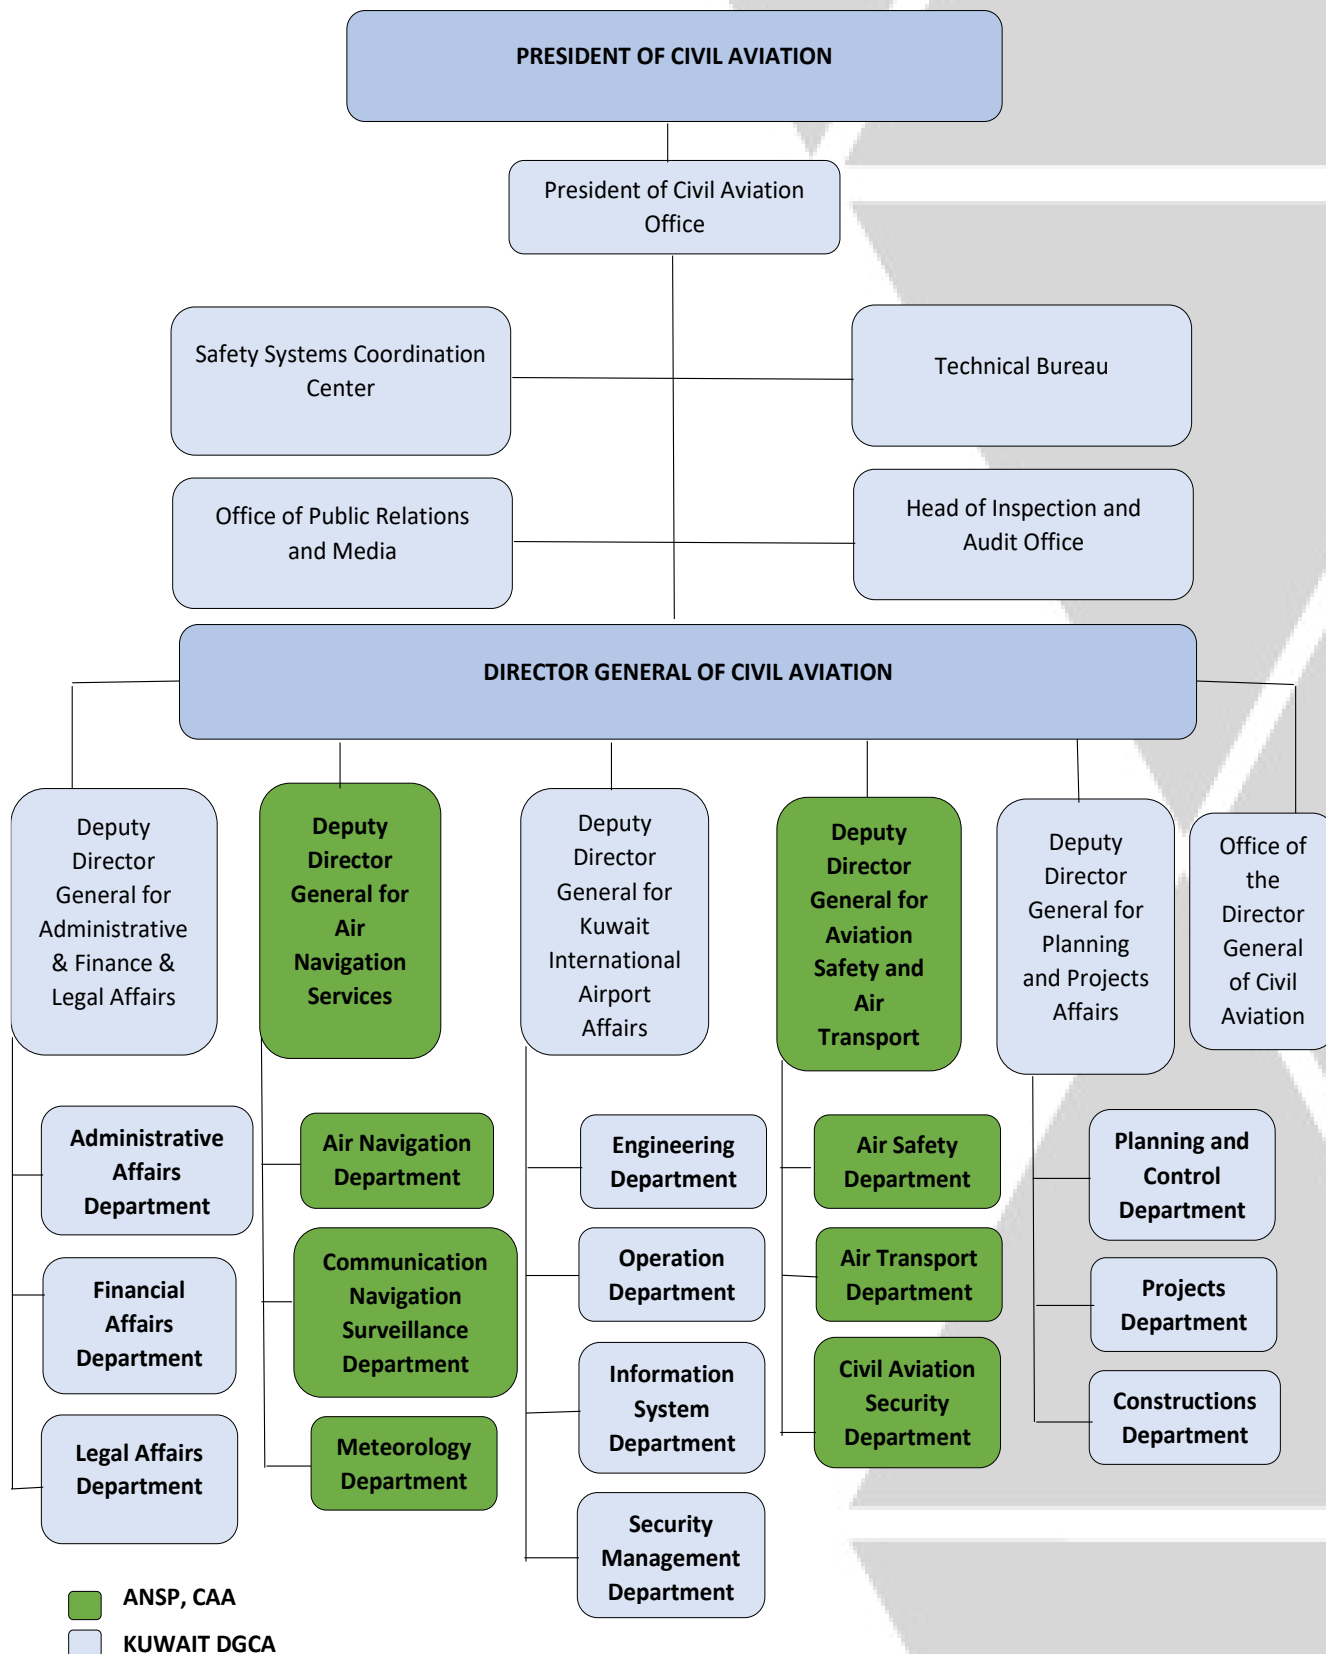 PRESIDENT OF CIVIL AVIATION
President of Civil Aviation
Office
Safety Systems Coordination
Center
Technical Bureau
Office of Public Relations
and Media
Head of Inspection and
Audit Office
DIRECTOR GENERAL OF CIVIL AVIATION
Deputy
Director
General for
Administrative
& Finance &
Legal Affairs
Deputy
Director
General for
Air
Navigation
Services
Deputy
Director
General for
Kuwait
International
Airport
Affairs
Deputy
Director
General for
Aviation
Safety and
Air
Transport
Deputy
Director
General for
Planning
and Projects
Affairs
Office of
the
Director
General
of Civil
Aviation
Administrative
Affairs
Department
Financial
Affairs
Department
Legal Affairs
Department
Air Navigation
Department
Communication
Navigation
Surveillance
Department
Meteorology
Department
Engineering
Department
Operation
Department
Information
System
Department
Security
Management
Department
Air Safety
Department
Air Transport
Department
Civil Aviation
Security
Department
Planning and
Control
Department
Projects
Department
Constructions
Department
ANSP, CAA
KUWAIT DGCA